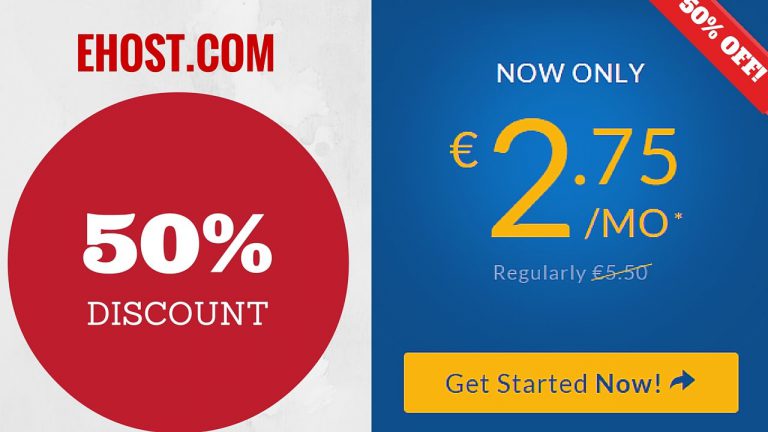 EHOST.COM
50%
DISCOUNT
50% OFF!
NOW ONLY
€2.75
/MO*
Regularly €5.50
Get Started Now!